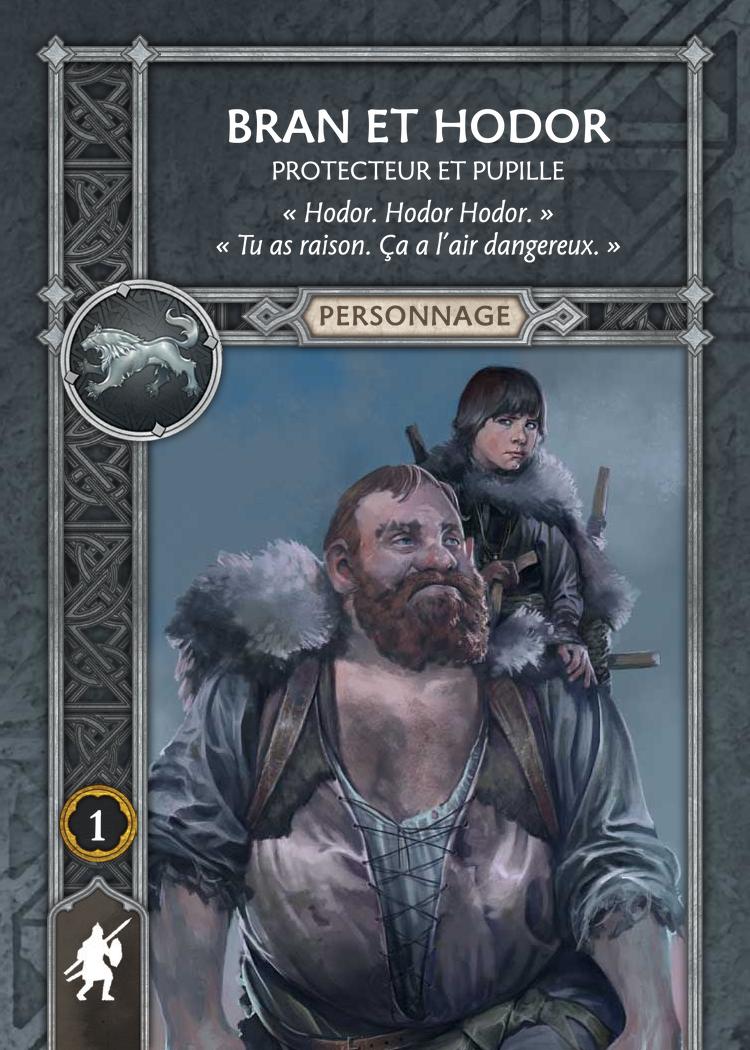 BRAN ET HODOR
PROTECTEUR ET PUPILLE
« Hodor. Hodor Hodor. »
« Tu as raison. Ça a l'air dangereux. »
PERSONNAGE
1